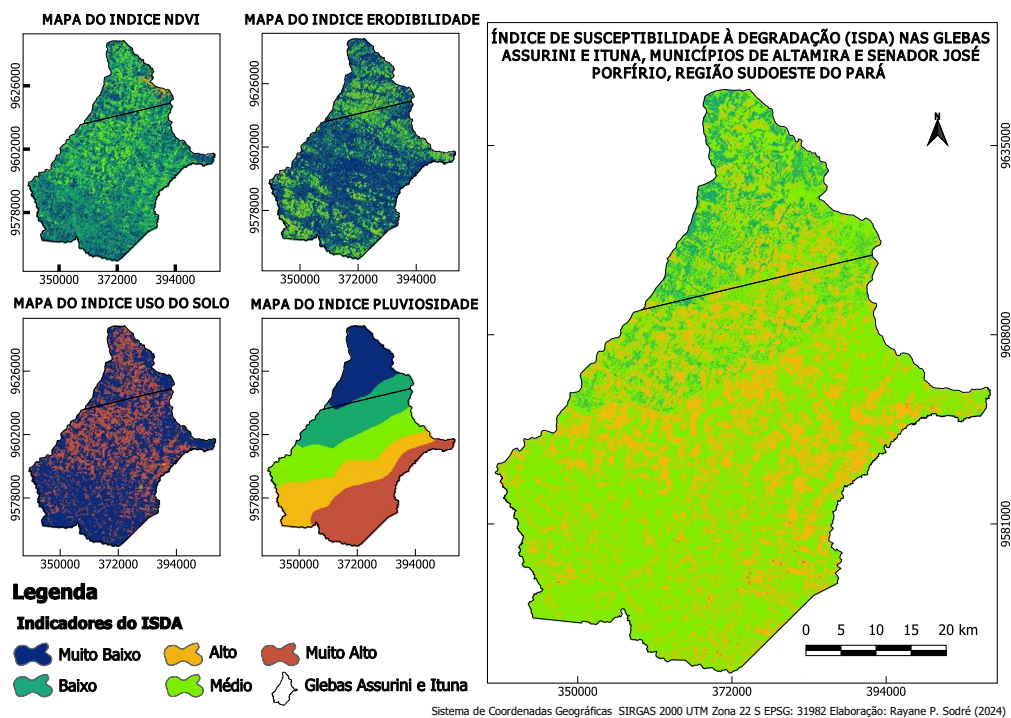 MAPA DO INDICE NDVI
9626000
9602000
9578000
350000
372000
394000
MAPA DO INDICE ERODIBILIDADE
9626000
9602000
9578000
350000
372000
394000
MAPA DO INDICE USO DO SOLO
9626000
9602000
9578000
350000
372000
394000
MAPA DO INDICE PLUVIOSIDADE
9626000
9602000
9578000
350000
372000
394000
ÍNDICE DE SUSCEPTIBILIDADE À DEGRADAÇÃO (ISDA) NAS GLEBAS
ASSURINI E ITUNA, MUNICÍPIOS DE ALTAMIRA E SENADOR JOSÉ
PORFÍRIO, REGIÃO SUDOESTE DO PARÁ
N
9635000
9608000
9581000
0 5 10 15 20 km
350000
372000
394000
Legenda
Indicadores do ISDA
Muito Baixo
Alto
Muito Alto
Baixo
Médio
Glebas Assurini e Ituna
Sistema de Coordenadas Geográficas SIRGAS 2000 UTM Zona 22 S EPSG: 31982 Elaboração: Rayane P. Sodré (2024)